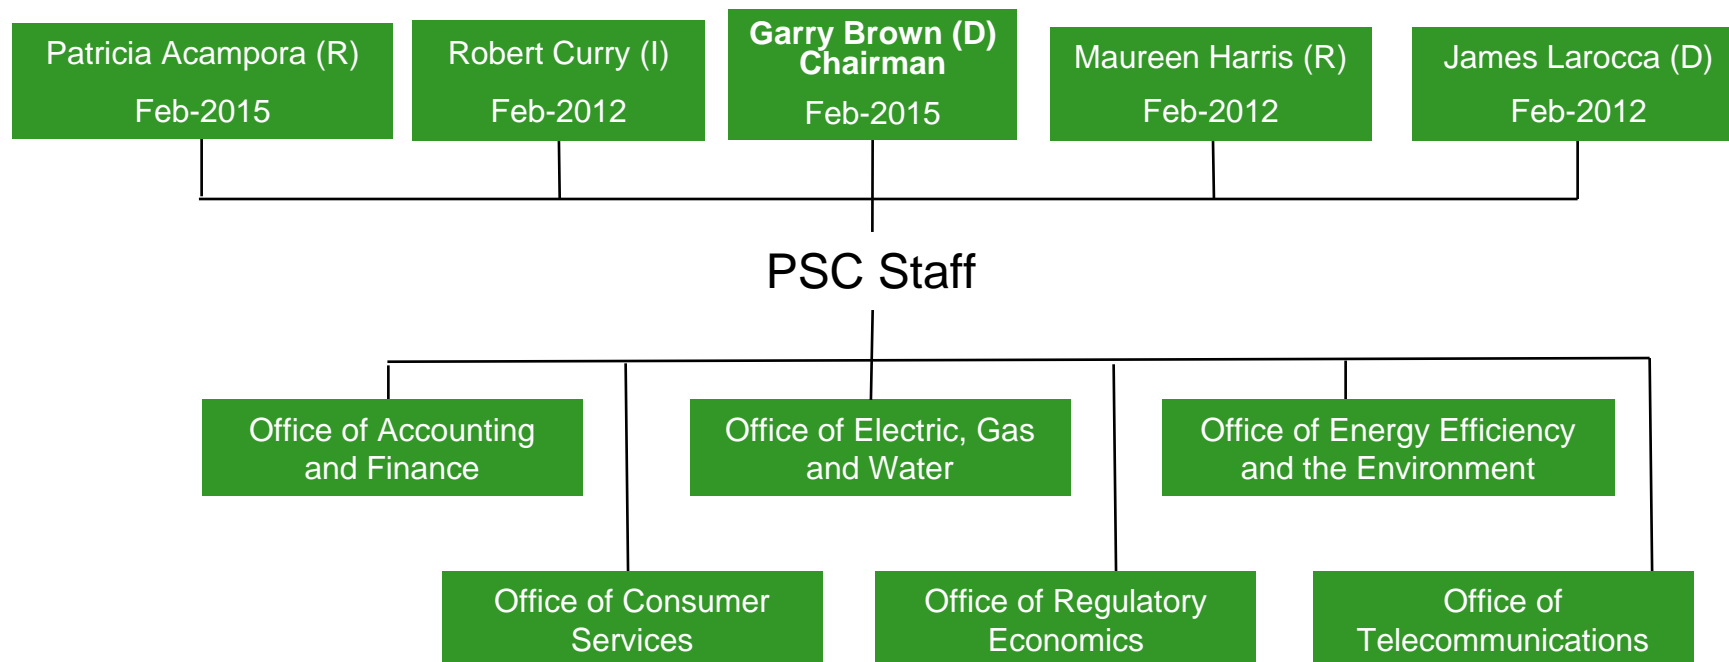 Patricia Acampora (R)
Feb-2015
Robert Curry (I)
Feb-2012
Garry Brown (D)
Chairman
Feb-2015
Maureen Harris (R)
Feb-2012
James Larocca (D)
Feb-2012
PSC Staff
Office of Accounting
and Finance
Office of Electric, Gas
and Water
Office of Energy Efficiency
and the Environment
Office of Consumer
Services
Office of Regulatory
Economics
Office of
Telecommunications